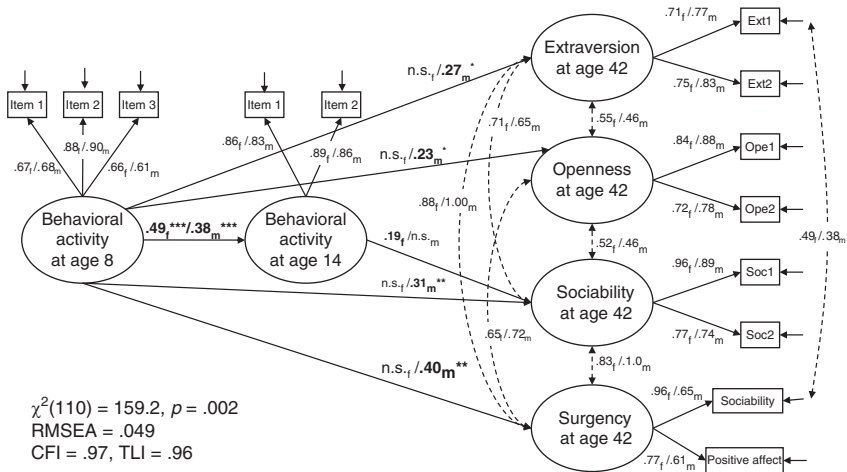 .71f/.77m
Ext1
Extraversion
at age 42
n.s.f/.27m*
.75f/.83m
Ext2
Item 1
Item 2
Item 3
Item 1
Item 2
.71f/.65m
.55f/.46m
.84f/.88m
Ope1
.86f/.83m
.88f/.90m
.89f/.86m
n.s.f/.23m*
.67f/.68m
.66f/.61m
Openness
at age 42
.72f/.78m
Ope2
.88f/1.00m
Behavioral
activity
at age 8
.49f***/.38m***
Behavioral
activity
at age 14
.19f/n.s.m
.52f/.46m
.49f/.38m
.96f/.89m
Soc1
n.s.f/.31m**
Sociability
at age 42
.77f/.74m
Soc2
.65f/.72m
.83f/.1.0m
n.s.f/.40m**
.96f/.65m
Sociability
χ²(110) = 159.2, p = .002
RMSEA = .049
CFI = .97, TLI = .96
Surgency
at age 42
.77f/.61m
Positive affect